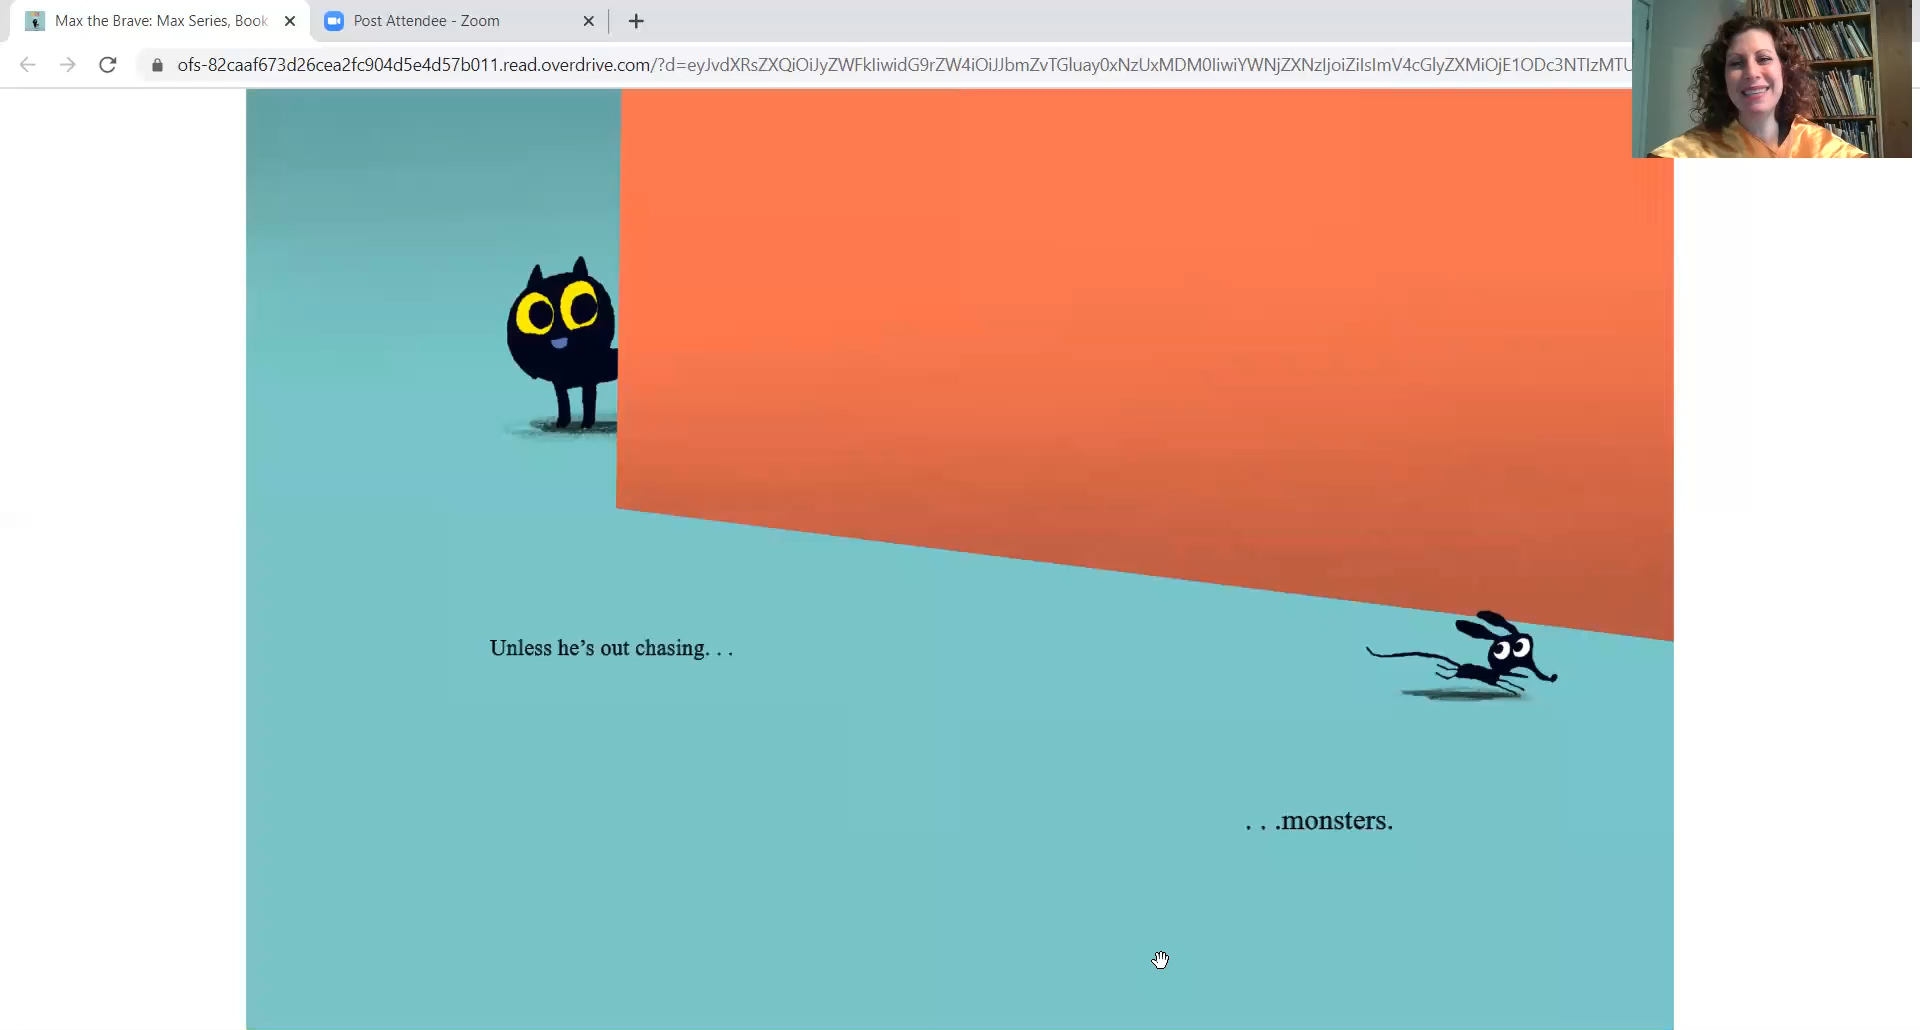 Max the Brave: Max Series, Book
Post Attendee - Zoom
ofs-82caaf673d26cea2fc904d5e4d57b011.read.overdrive.com/?d=eyJvdXRsZXQiOiJyZWFkIiwidG9rZW4iOiJJbmZvTGluay0xNzUxMDM0IiwiYWNjZXNzIjoiZiIsImV4cGlyZXMiOjE1ODc3NTIzMTU
Unless he's out chasing. . .
. . .monsters.